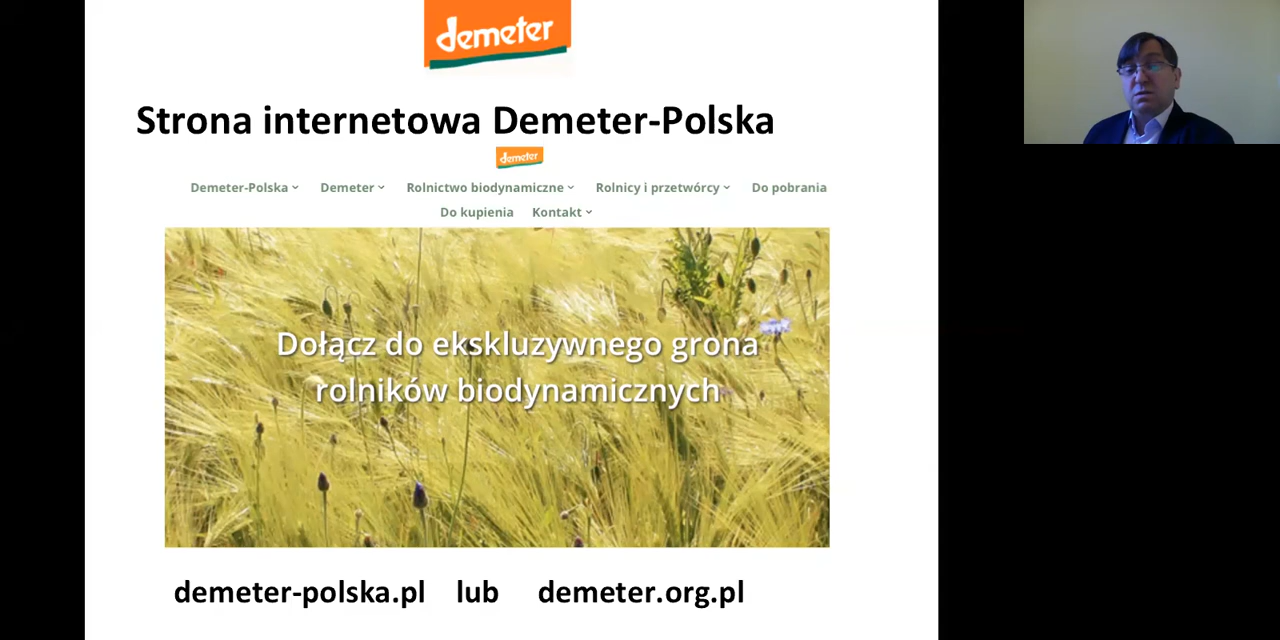 demeter
Strona internetowa Demeter-Polska
demeter
Demeter-Polska Demeter Rolnictwo biodynamiczne Rolnicy i przetwórcy Do pobrania
Do kupienia Kontakt
Dołącz do ekskluzywnego grona
rolników biodynamicznych
demeter-polska.pl lub demeter.org.pl